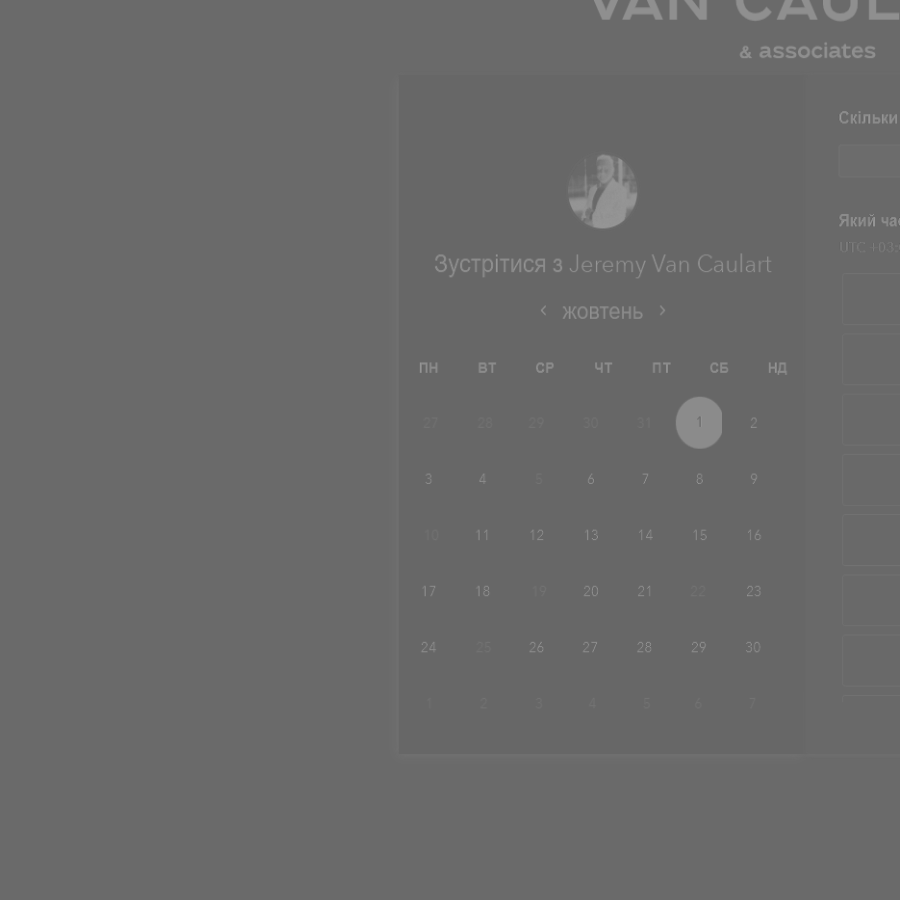 & associates
Скільки
UTC +03:
Зустрітися з Jeremy Van Caulart
жовтень
ПН ВТ СР ЧТ ПТ СБ НД
27 28 29 30 31 1 2
3 4 5 6 7 8 9
10 11 12 13 14 15 16
17 18 19 20 21 22 23
24 25 26 27 28 29 30
1 2 3 4 5 6 7
Який
VAN